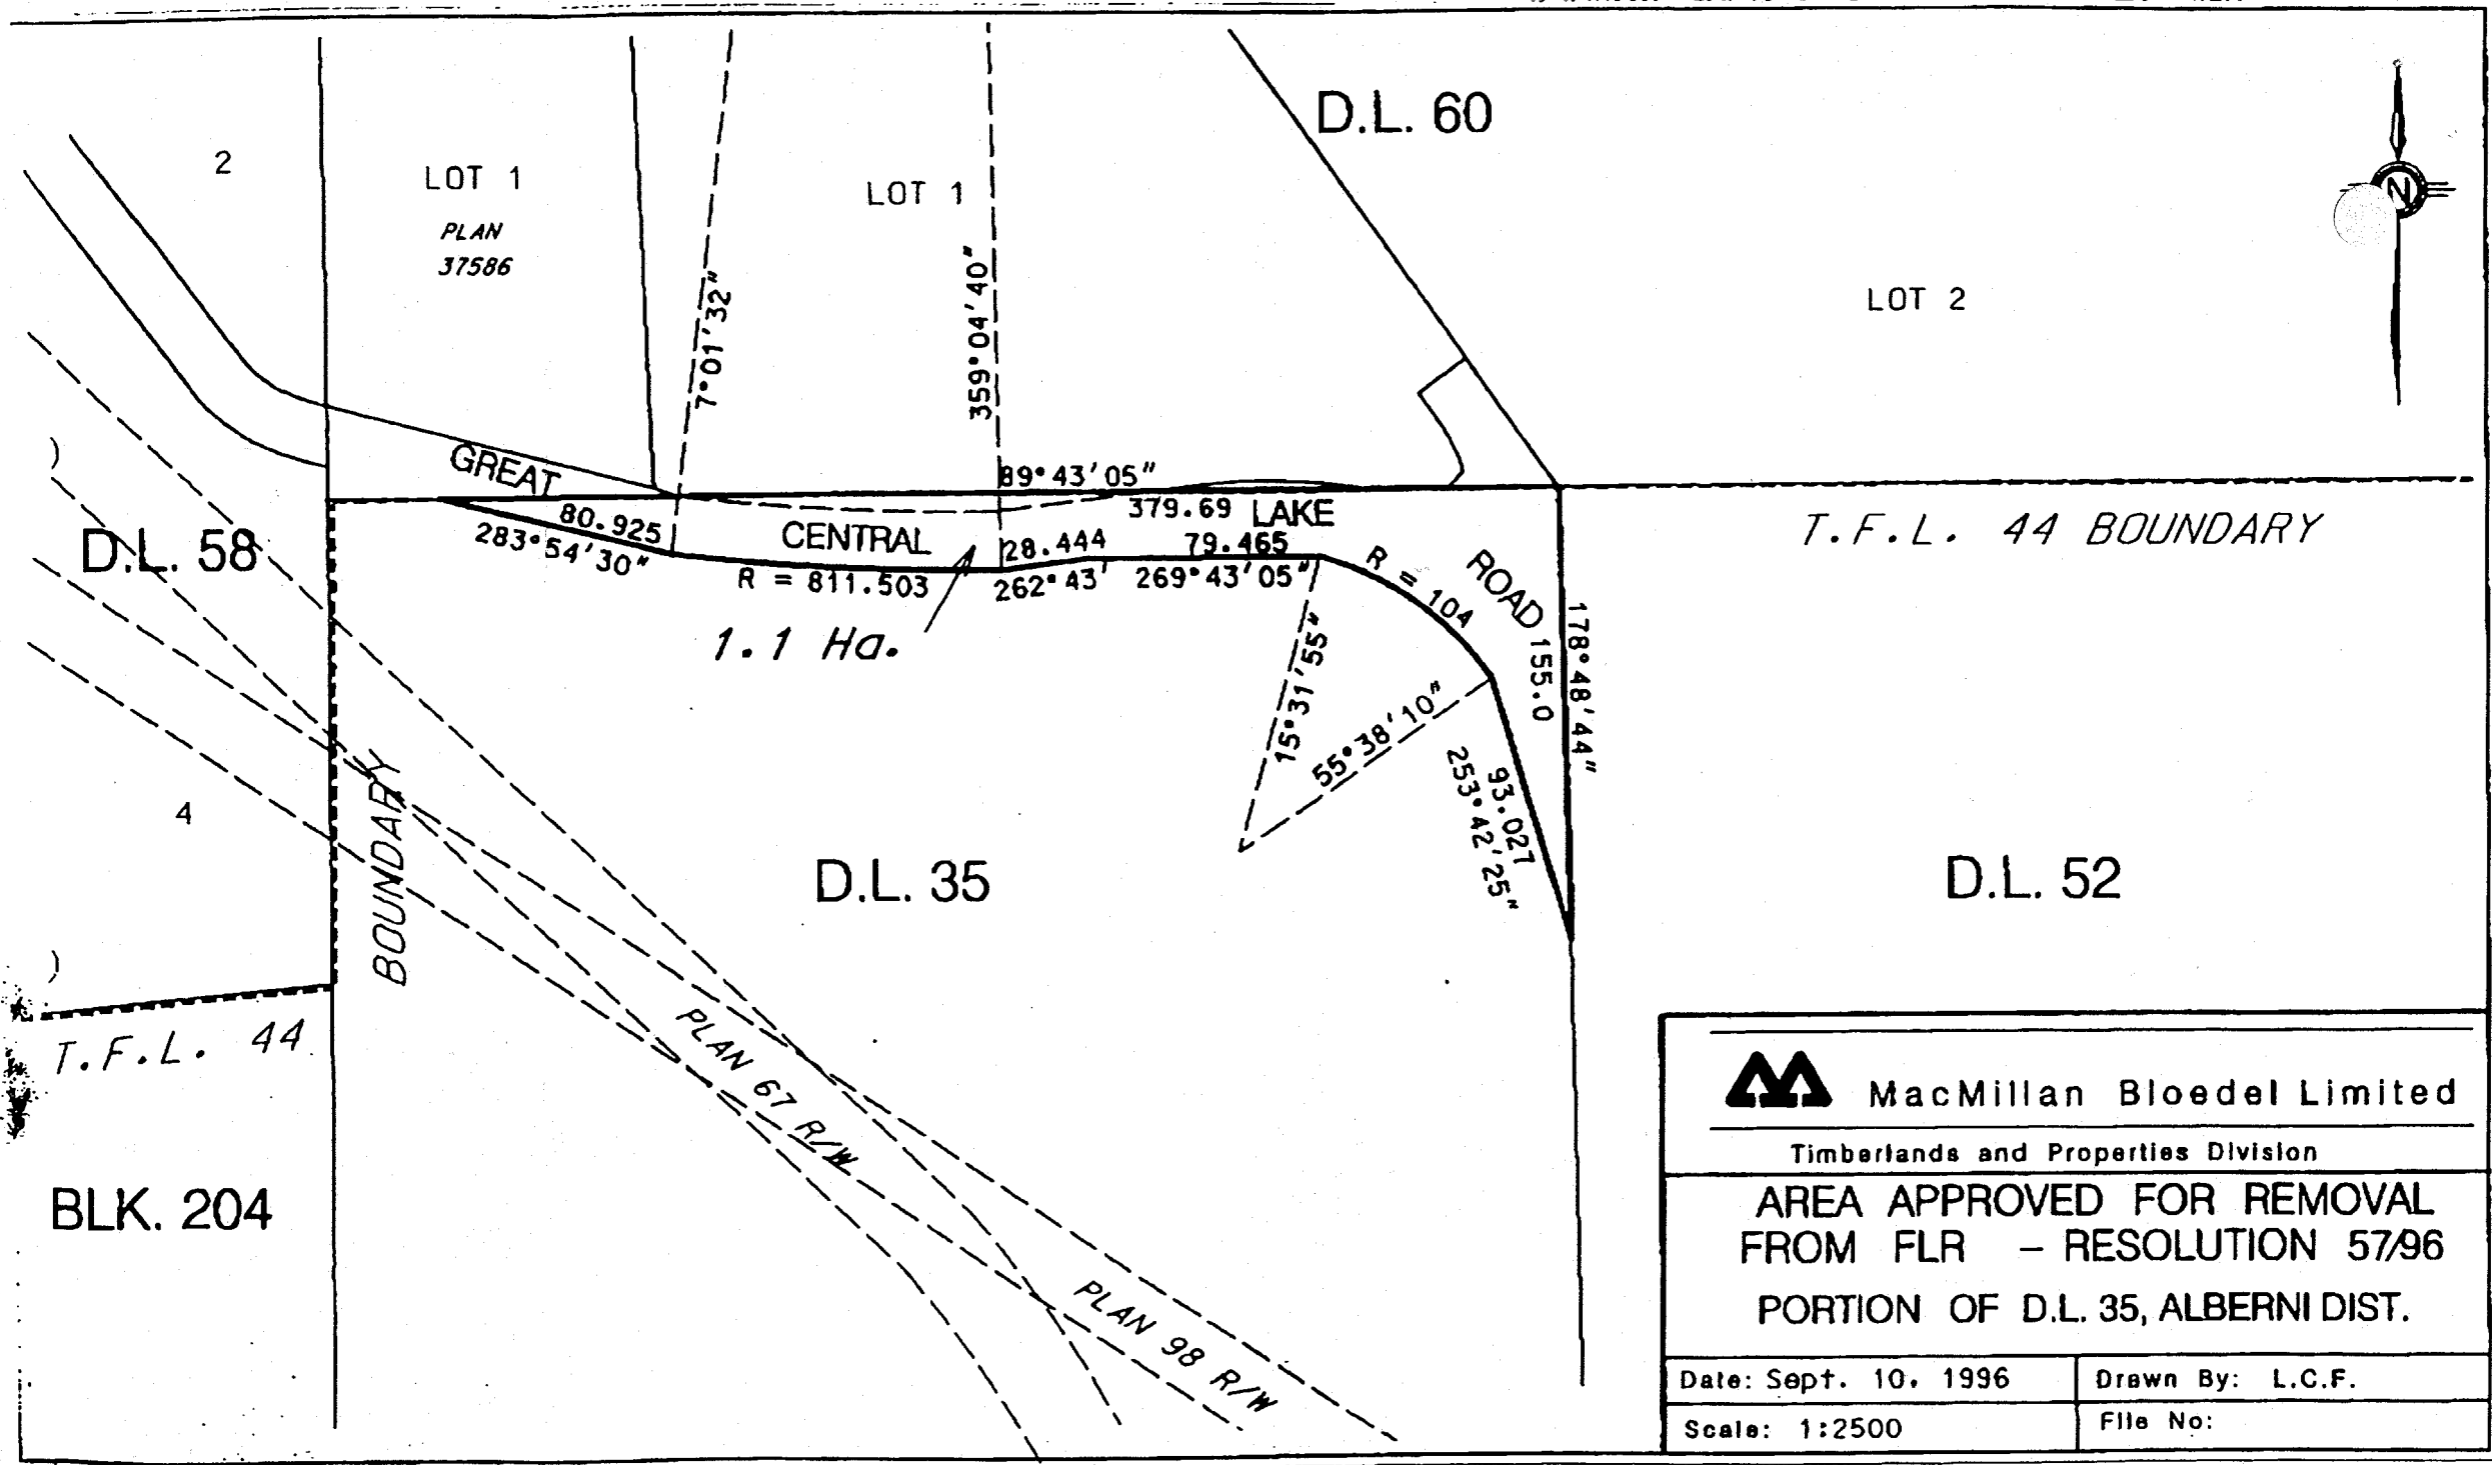 D.L. 60
2
LOT 1
PLAN
37586
LOT 1
LOT 2
N
7°01'32"
359°04'40"
GREAT
89°43'05"
379.69
LAKE
80.925
283°54'30"
CENTRAL
28.444
79.465
R = 811.503
262°43'
269°43'05"
R = 104
ROAD
T.F.L. 44 BOUNDARY
D.L. 58
1.1 Ha.
155.0
178°48'44"
15°31'55"
55°38'10"
93.027
253°42'25"
4
BOUNDARY
D.L. 35
D.L. 52
T.F.L. 44
PLAN 67 R/W
PLAN 98 R/W
BLK. 204
MacMillan Bloedel Limited
Timberlands and Properties Division
AREA APPROVED FOR REMOVAL
FROM FLR - RESOLUTION 57/96
PORTION OF D.L. 35, ALBERNI DIST.
Date: Sept. 10, 1996
Drawn By: L.C.F.
Scale: 1:2500
File No: